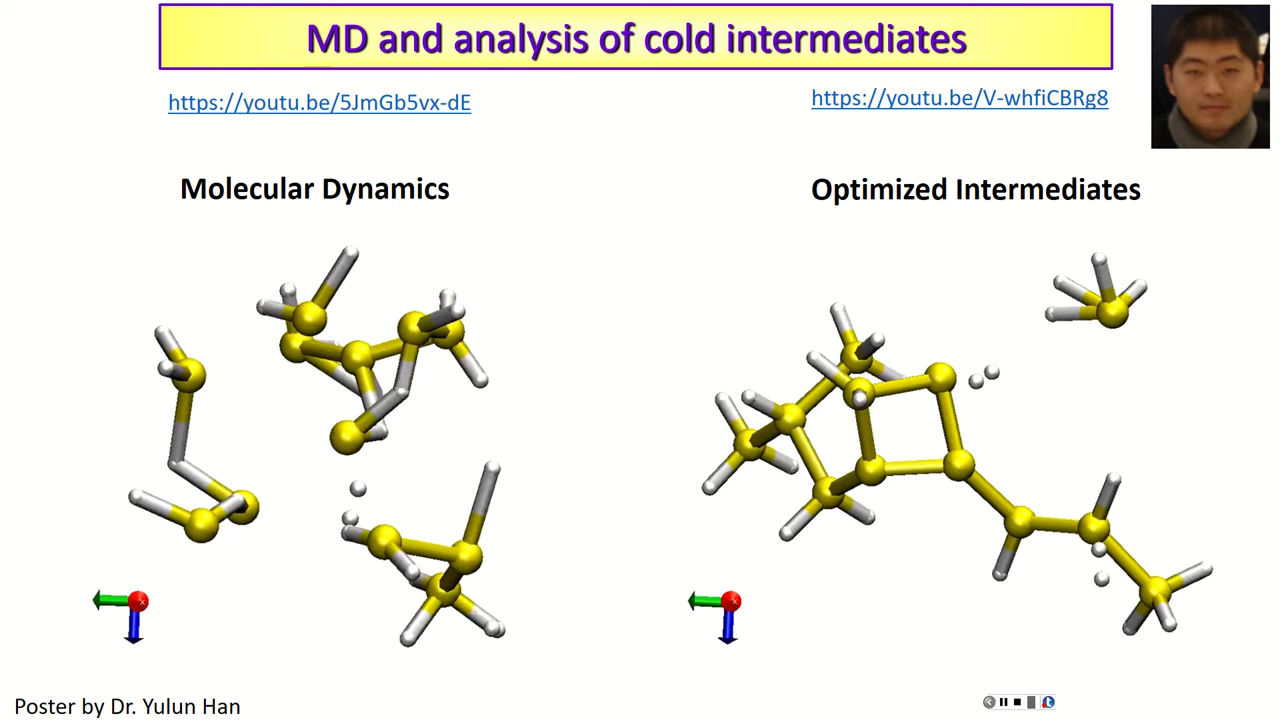 MD and analysis of cold intermediates
https://youtu.be/5JmGb5vx-dE
https://youtu.be/V-whfiCBRg8
Molecular Dynamics
Optimized Intermediates
x
x
Poster by Dr. Yulun Han